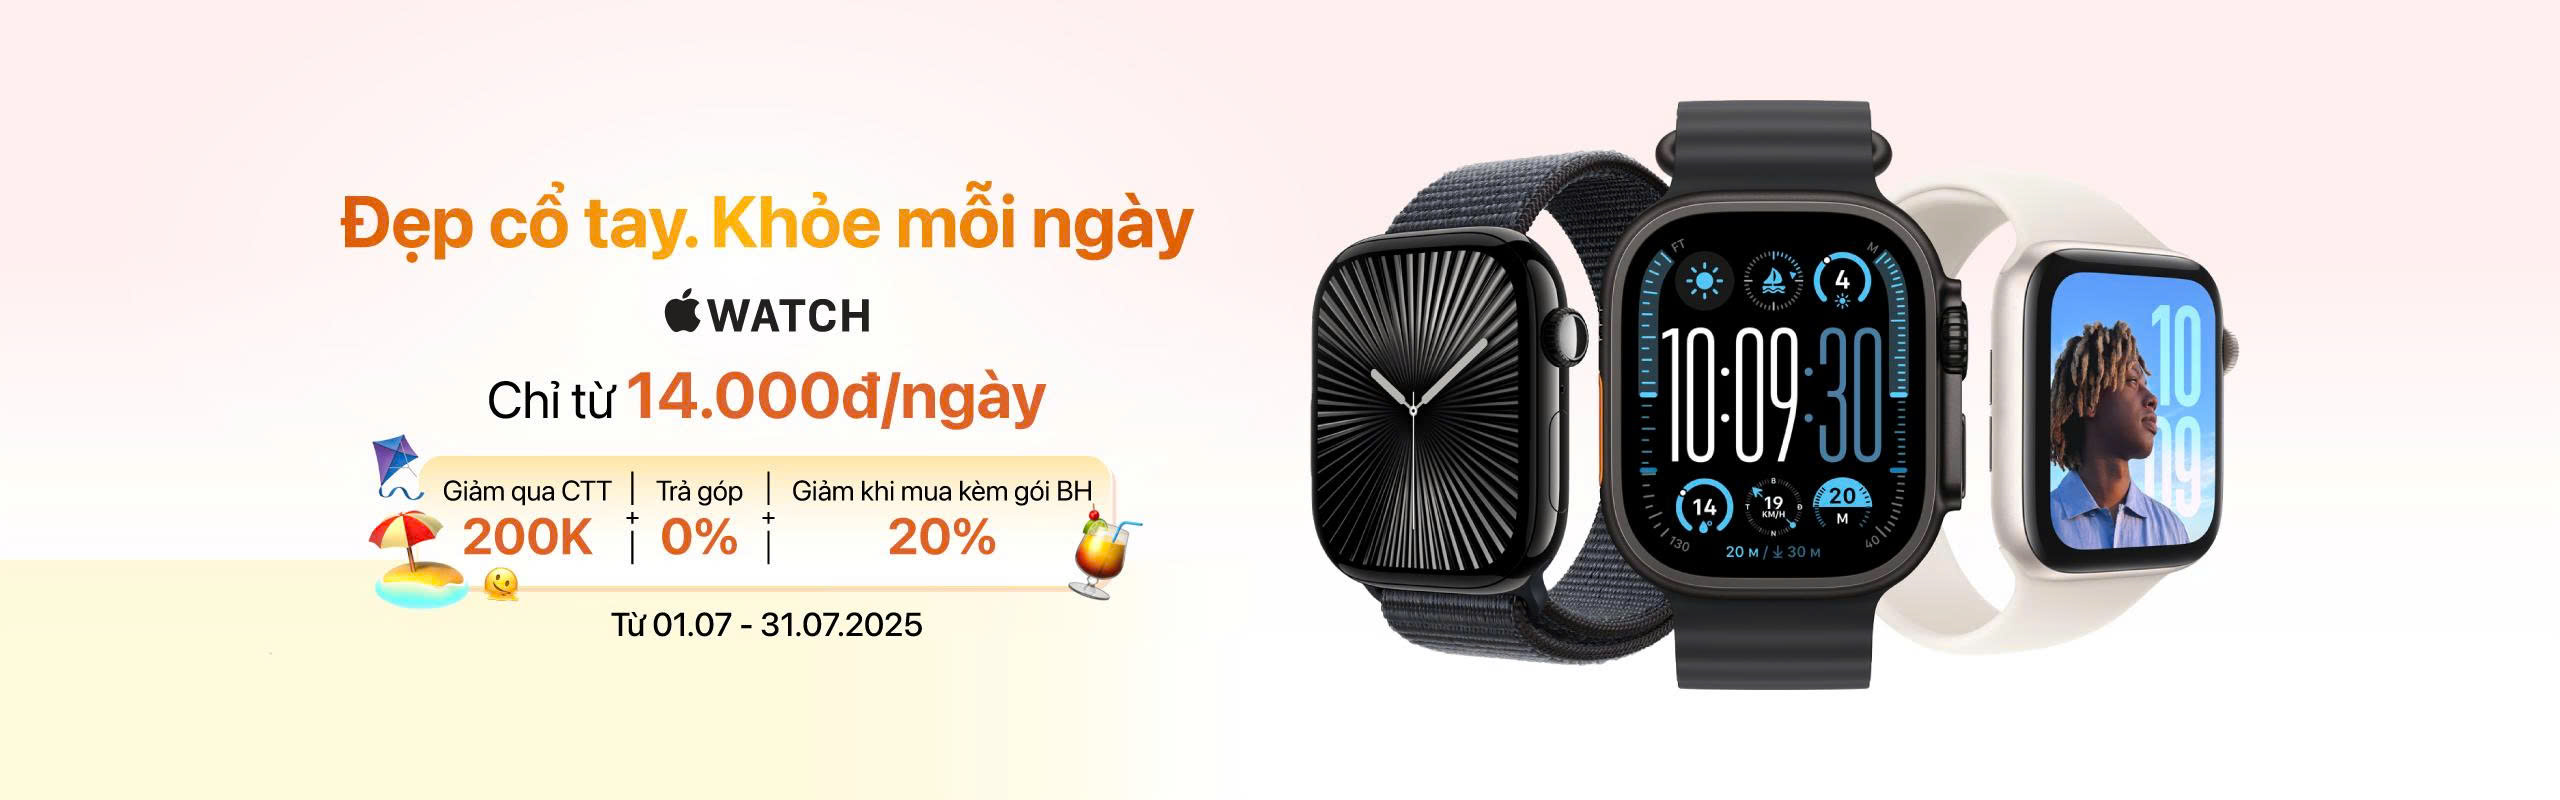 Đẹp cổ tay. Khỏe mỗi ngày
WATCH
Chỉ từ 14.000đ/ngày
Giảm qua CTT | Trả góp | Giảm khi mua kèm gói BH
200K + 0% + 20%
Từ 01.07 - 31.07.2025
FT M
4
10:09:30
14
B
T 19 Đ
KM/H
N
20
M
130 40
20 M / 30 M
10
09